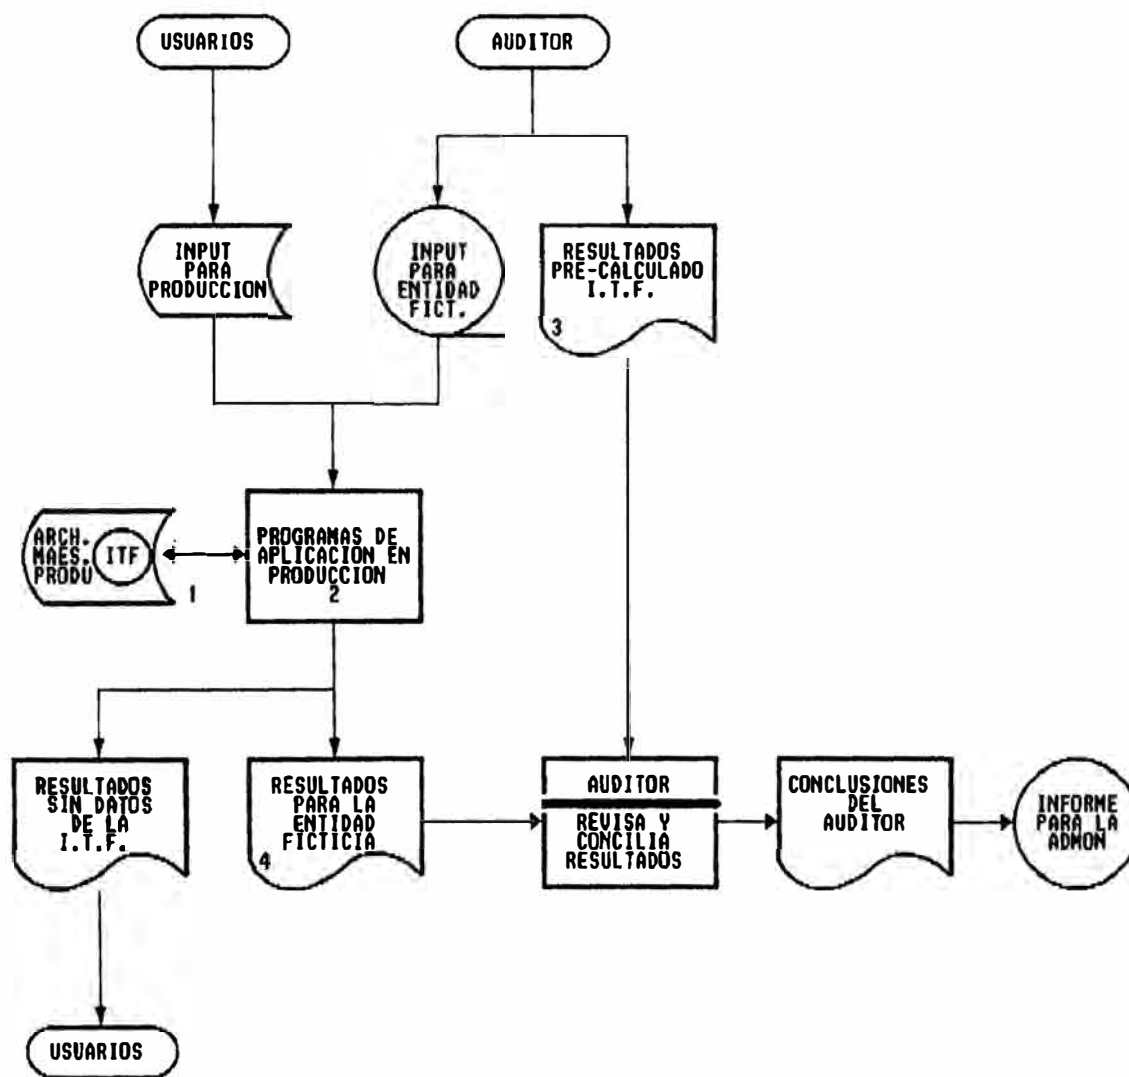 USUARIOS
AUDITOR
INPUT
PARA
PRODUCCION
INPUT
PARA
ENTIDAD
FICT.
RESULTADOS
PRE-CALCULADO
I.T.F.
3
ARCH.
MAES.
PRODU
ITF
1
PROGRAMAS DE
APLICACION EN
PRODUCCION
2
RESULTADOS
SIN DATOS
DE LA
I.T.F.
RESULTADOS
PARA LA
ENTIDAD
FICTICIA
4
AUDITOR
REVISA Y
CONCILIA
RESULTADOS
CONCLUSIONES
DEL
AUDITOR
INFORME
PARA LA
ADMON
USUARIOS